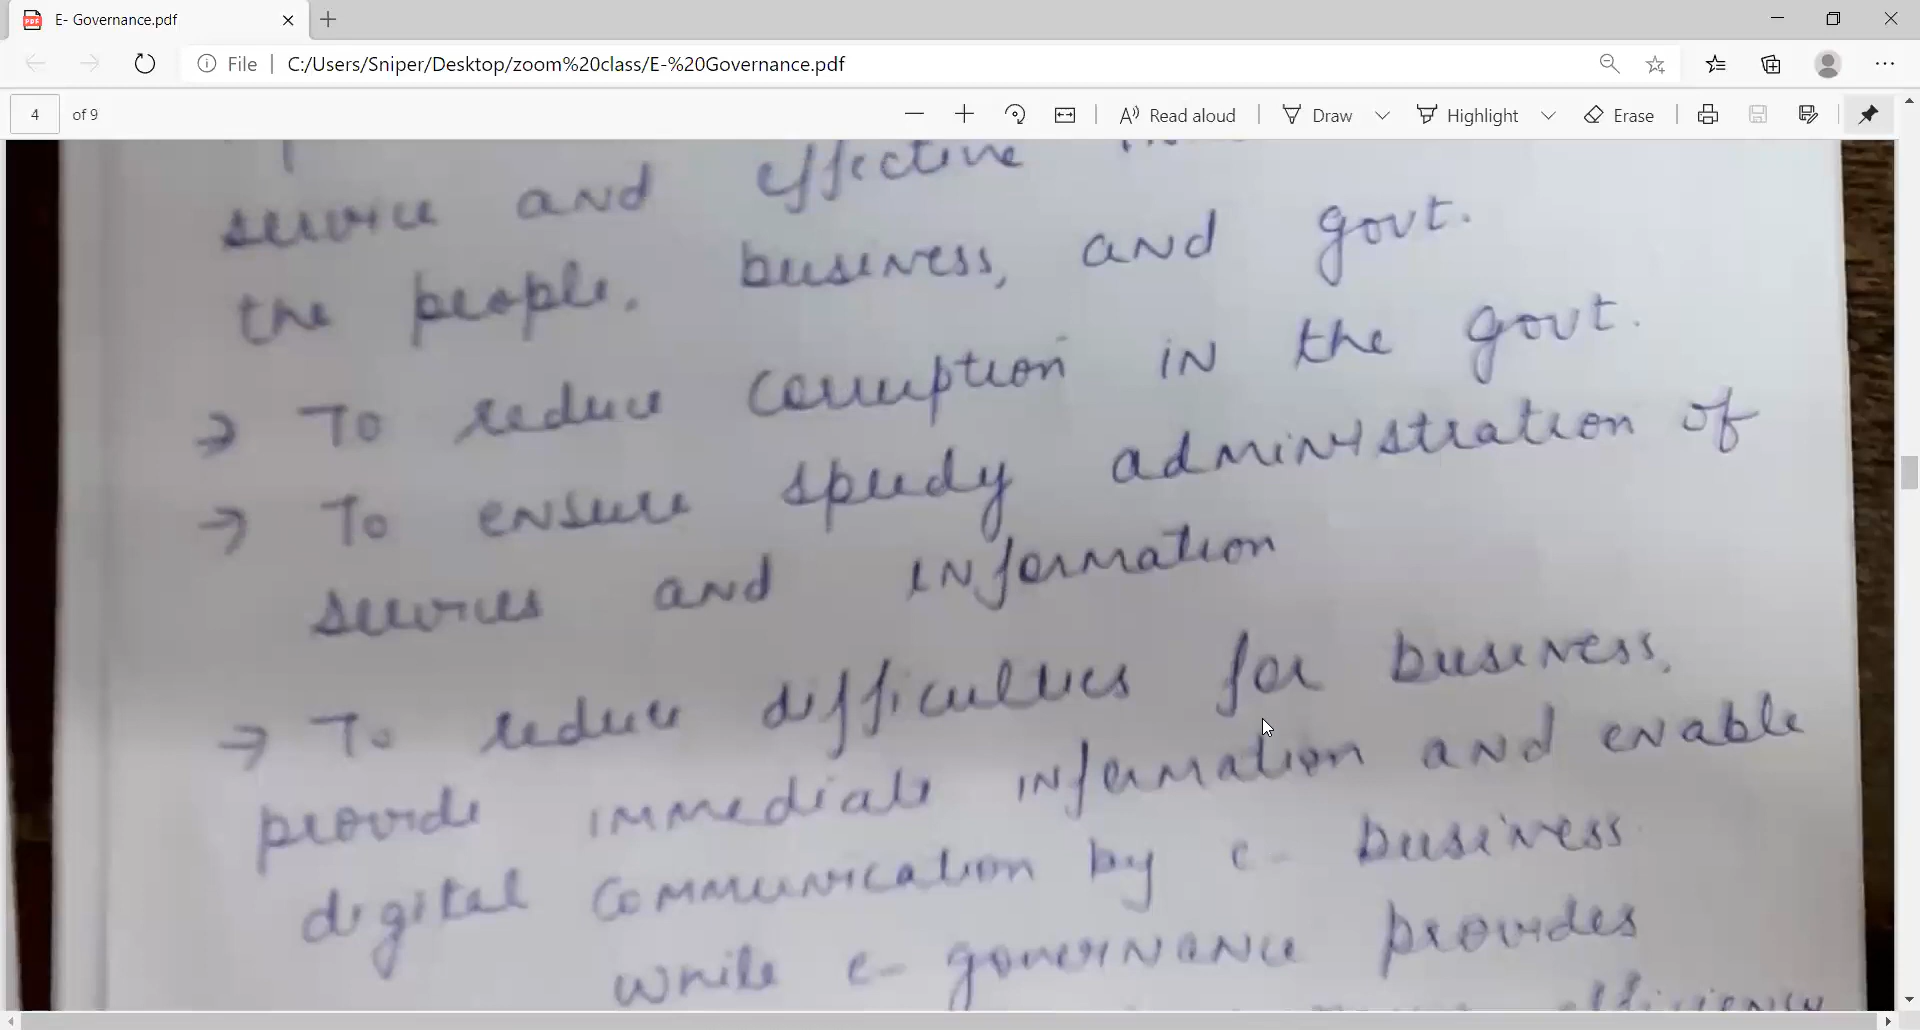 E- Governance.pdf
File
C:/Users/Sniper/Desktop/zoom%20class/E-%20Governance.pdf
4 of 9
Read aloud
Draw
Highlight
Erase
service and effective
the people, business, and govt.
→ To reduce corruption in the govt.
→ To ensure speedy administration of
services and information
→ To reduce difficulties for business,
provide immediate information and enable
digital communication by e- business
while e- governance provides
efficiency